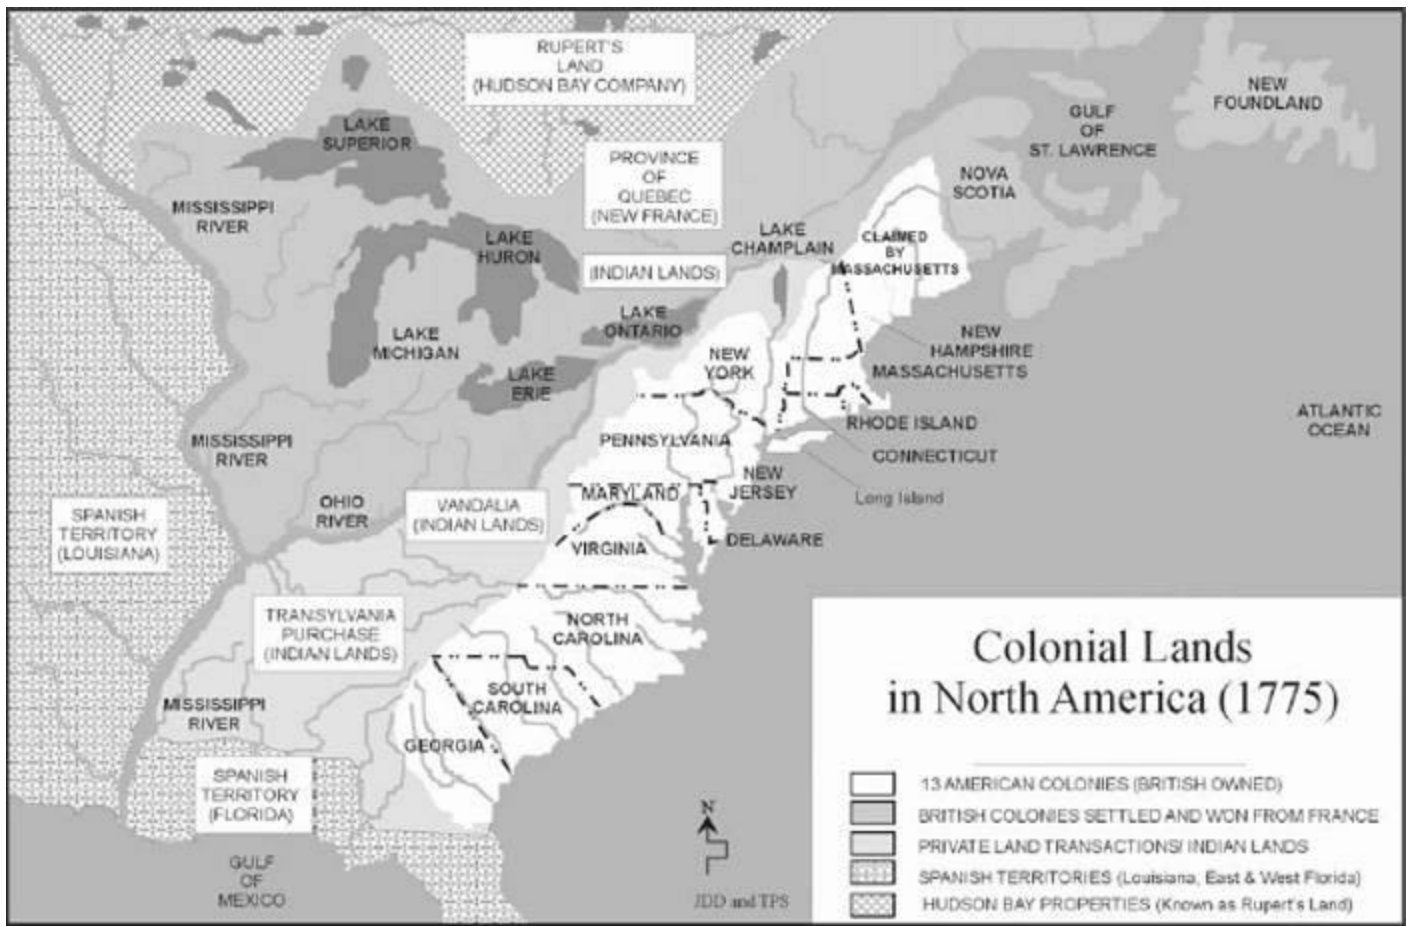 RUPERT'S
LAND
(HUDSON BAY COMPANY)
NEW
FOUNDLAND
GULF
OF
ST. LAWRENCE
LAKE
SUPERIOR
PROVINCE
OF
QUEBEC
(NEW FRANCE)
NOVA
SCOTIA
MISSISSIPPI
RIVER
LAKE
HURON
LAKE
CHAMPLAIN
CLAIMED
BY
MASSACHUSETTS
(INDIAN LANDS)
LAKE
ONTARIO
LAKE
MICHIGAN
NEW
HAMPSHIRE
MASSACHUSETTS
NEW
YORK
LAKE
ERIE
RHODE ISLAND
ATLANTIC
OCEAN
MISSISSIPPI
RIVER
PENNSYLVANIA
CONNECTICUT
NEW
JERSEY
Long Island
MARYLAND
OHIO
RIVER
VANDALIA
(INDIAN LANDS)
SPANISH
TERRITORY
(LOUISIANA)
VIRGINIA
DELAWARE
TRANSYLVANIA
PURCHASE
(INDIAN LANDS)
NORTH
CAROLINA
SOUTH
CAROLINA
MISSISSIPPI
RIVER
GEORGIA
SPANISH
TERRITORY
(FLORIDA)
GULF
OF
MEXICO
N
JDD and TPS
Colonial Lands
in North America (1775)
13 AMERICAN COLONIES (BRITISH OWNED)
BRITISH COLONIES SETTLED AND WON FROM FRANCE
PRIVATE LAND TRANSACTIONS/ INDIAN LANDS
SPANISH TERRITORIES (Louisiana, East & West Florida)
HUDSON BAY PROPERTIES (Known as Rupert's Land)